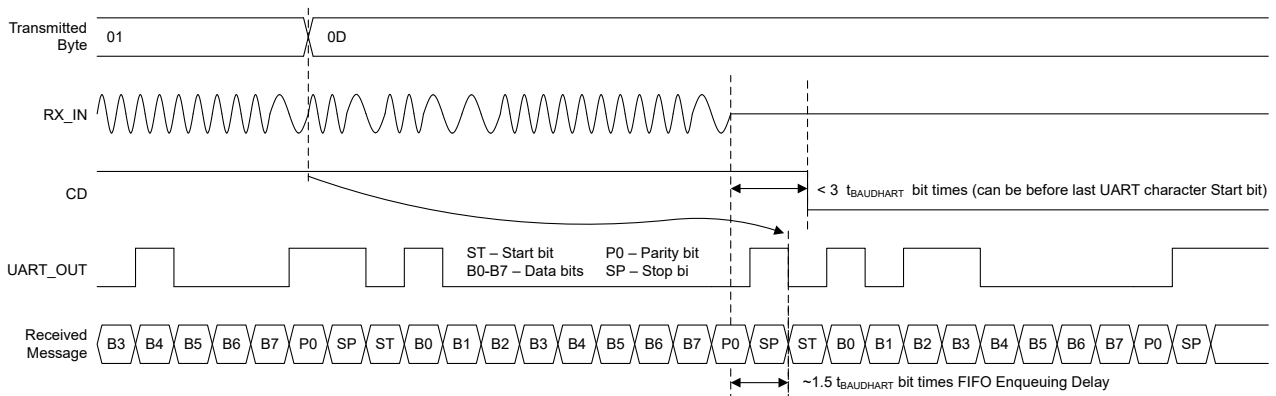 Transmitted
Byte
01 0D
RX_IN
CD
< 3 tBAUDHART bit times (can be before last UART character Start bit)
ST – Start bit P0 – Parity bit
B0-B7 – Data bits SP – Stop bi
UART_OUT
Received
Message
B3 B4 B5 B6 B7 P0 SP ST B0 B1 B2 B3 B4 B5 B6 B7 P0 SP ST B0 B1 B2 B3 B4 B5 B6 B7 P0 SP
~1.5 tBAUDHART bit times FIFO Enqueuing Delay